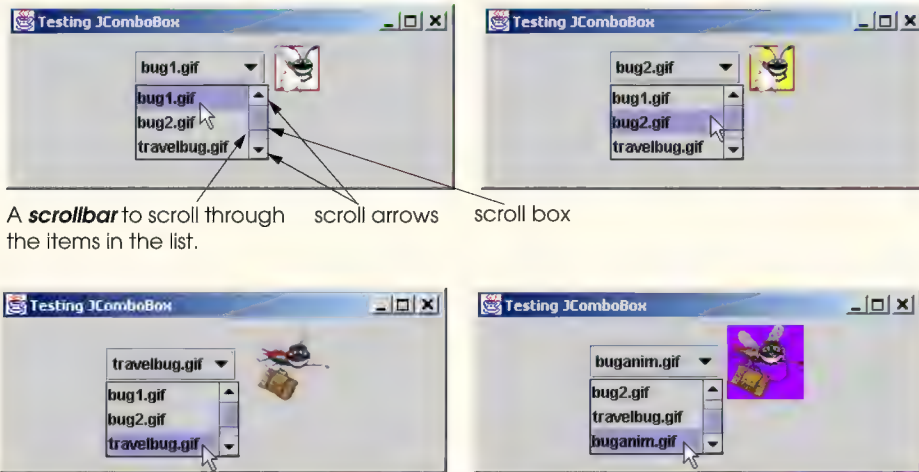 Testing JComboBox
bug1.gif
bug1.gif
bug2.gif
travelbug.gif
Testing JComboBox
bug2.gif
bug1.gif
bug2.gif
travelbug.gif
A scrollbar to scroll through
the items in the list.
scroll arrows
scroll box
Testing JComboBox
travelbug.gif
bug1.gif
bug2.gif
travelbug.gif
Testing JComboBox
buganim.gif
bug2.gif
travelbug.gif
buganim.gif